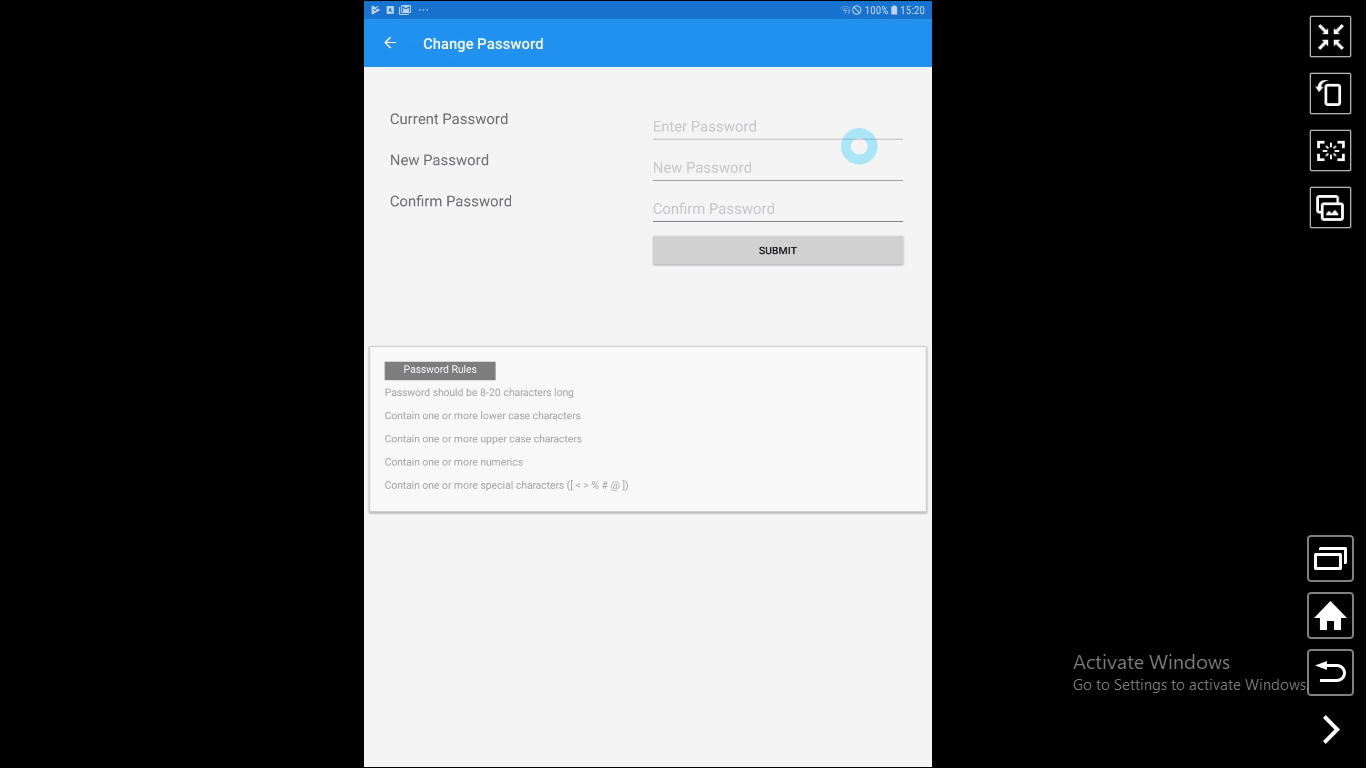 100% 15:20
Change Password
Current Password
Enter Password
New Password
New Password
Confirm Password
Confirm Password
SUBMIT
Password Rules
Password should be 8-20 characters long
Contain one or more lower case characters
Contain one or more upper case characters
Contain one or more numerics
Contain one or more special characters ([ < > % # @ ])
Activate Windows
Go to Settings to activate Windows